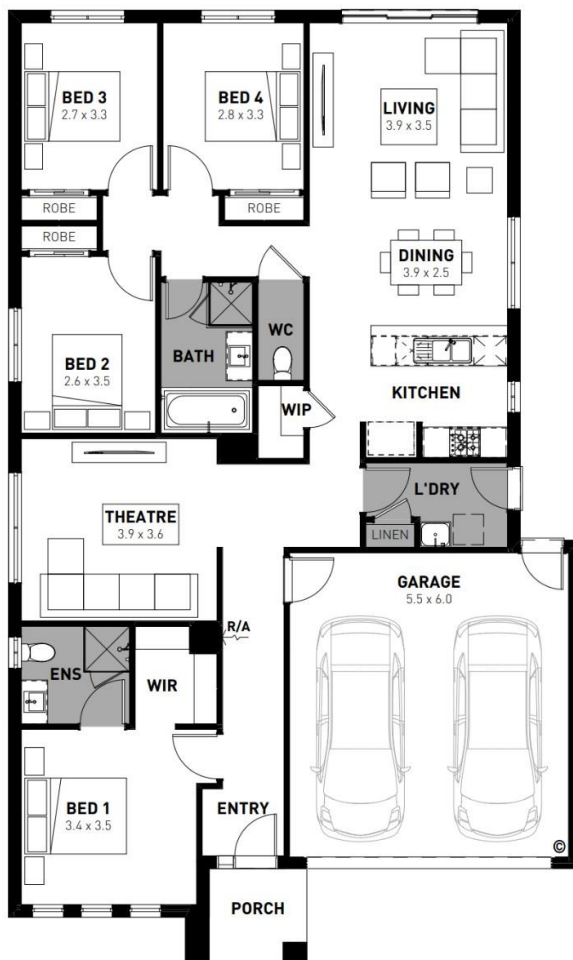 BED 3
2.7 x 3.3
BED 4
2.8 x 3.3
LIVING
3.9 x 3.5
ROBE
ROBE
ROBE
DINING
3.9 x 2.5
WC
BATH
BED 2
2.6 x 3.5
KITCHEN
WIP
L'DRY
THEATRE
3.9 x 3.6
LINEN
GARAGE
5.5 x 6.0
R/A
ENS
WIR
BED 1
3.4 x 3.5
ENTRY
©
PORCH